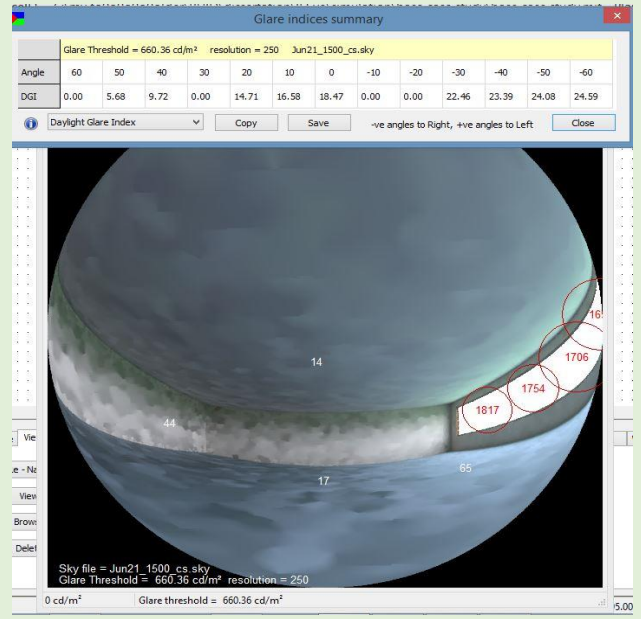 Glare indices summary
Glare Threshold = 660.36 cd/m² resolution = 250 Jun21_1500_cs.sky
Angle 60 50 40 30 20 10 0 -10 -20 -30 -40 -50 -60
DGI 0.00 5.68 9.72 0.00 14.71 16.58 18.47 0.00 0.00 22.46 23.39 24.08 24.59
Daylight Glare Index Copy Save -ve angles to Right, +ve angles to Left Close
14
1706
1754
1817
44
65
17
Vie
View
Brows
Delet
Sky file = Jun21_1500_cs.sky
Glare Threshold = 660.36 cd/m² resolution = 250
0 cd/m² Glare threshold = 660.36 cd/m²